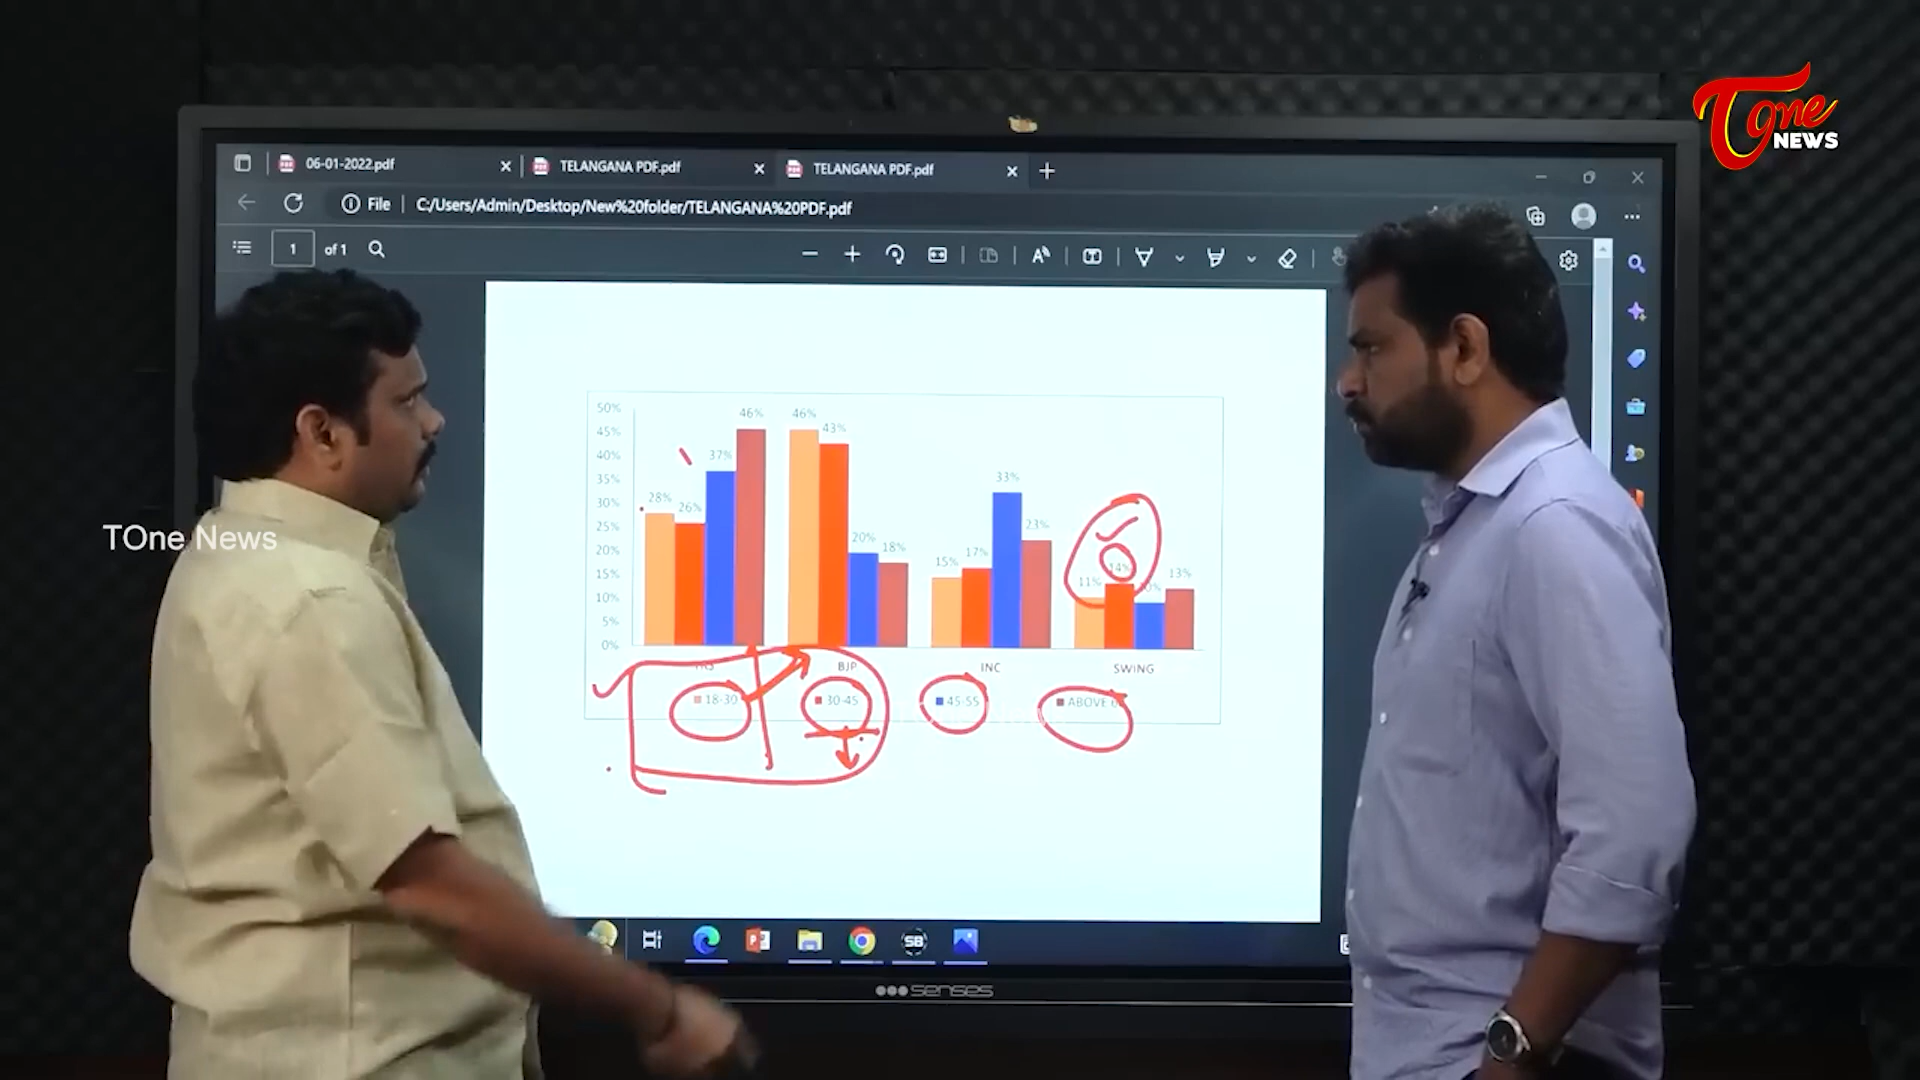 Tone
NEWS
06-01-2022.pdf
TELANGANA PDF.pdf
TELANGANA PDF.pdf
File
C:/Users/Admin/Desktop/New%20folder/TELANGANA%20PDF.pdf
1 of 1
50%
45%
40%
35%
30%
25%
20%
15%
10%
5%
0%
28% 26% 37% 46%
46% 43% 20% 18%
15% 17% 33% 23%
11% 14% 13%
BJP INC SWING
18-30 30-45 45-55 ABOVE
TOne News
senses